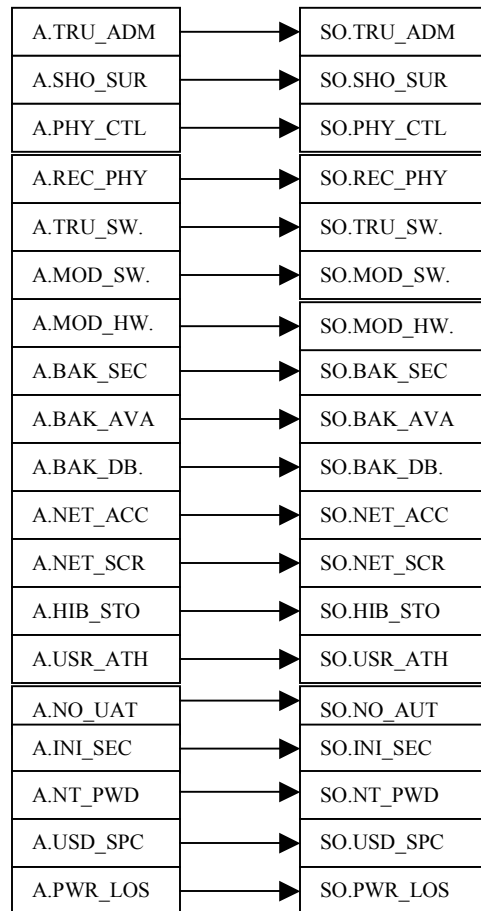 A.TRU_ADM SO.TRU_ADM
A.SHO_SUR SO.SHO_SUR
A.PHY_CTL SO.PHY_CTL
A.REC_PHY SO.REC_PHY
A.TRU_SW. SO.TRU_SW.
A.MOD_SW. SO.MOD_SW.
A.MOD_HW. SO.MOD_HW.
A.BAK_SEC SO.BAK_SEC
A.BAK_AVA SO.BAK_AVA
A.BAK_DB. SO.BAK_DB.
A.NET_ACC SO.NET_ACC
A.NET_SCR SO.NET_SCR
A.HIB_STO SO.HIB_STO
A.USR_ATH SO.USR_ATH
A.NO_UAT SO.NO_AUT
A.INI_SEC SO.INI_SEC
A.NT_PWD SO.NT_PWD
A.USD_SPC SO.USD_SPC
A.PWR_LOS SO.PWR_LOS